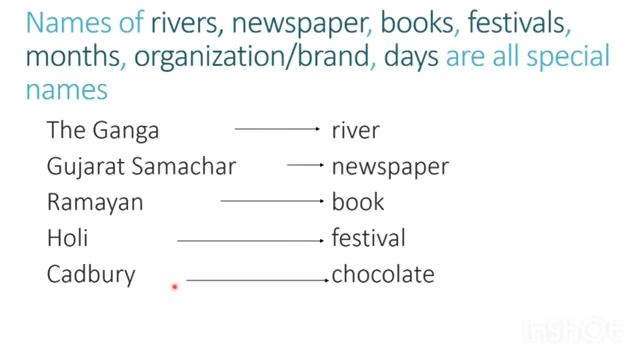 Names of rivers, newspaper, books, festivals,
months, organization/brand, days are all special
names
The Ganga river
Gujarat Samachar newspaper
Ramayan book
Holi festival
Cadbury chocolate
InShOt